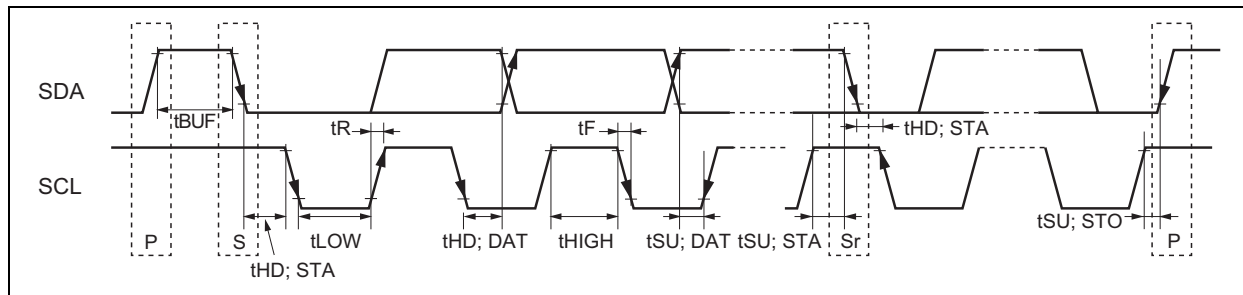 SDA
tBUF
tR
tF
tHD; STA
SCL
P
S
tLOW
tHD; DAT
tHIGH
tSU; DAT
tSU; STA
Sr
tSU; STO
P
tHD; STA